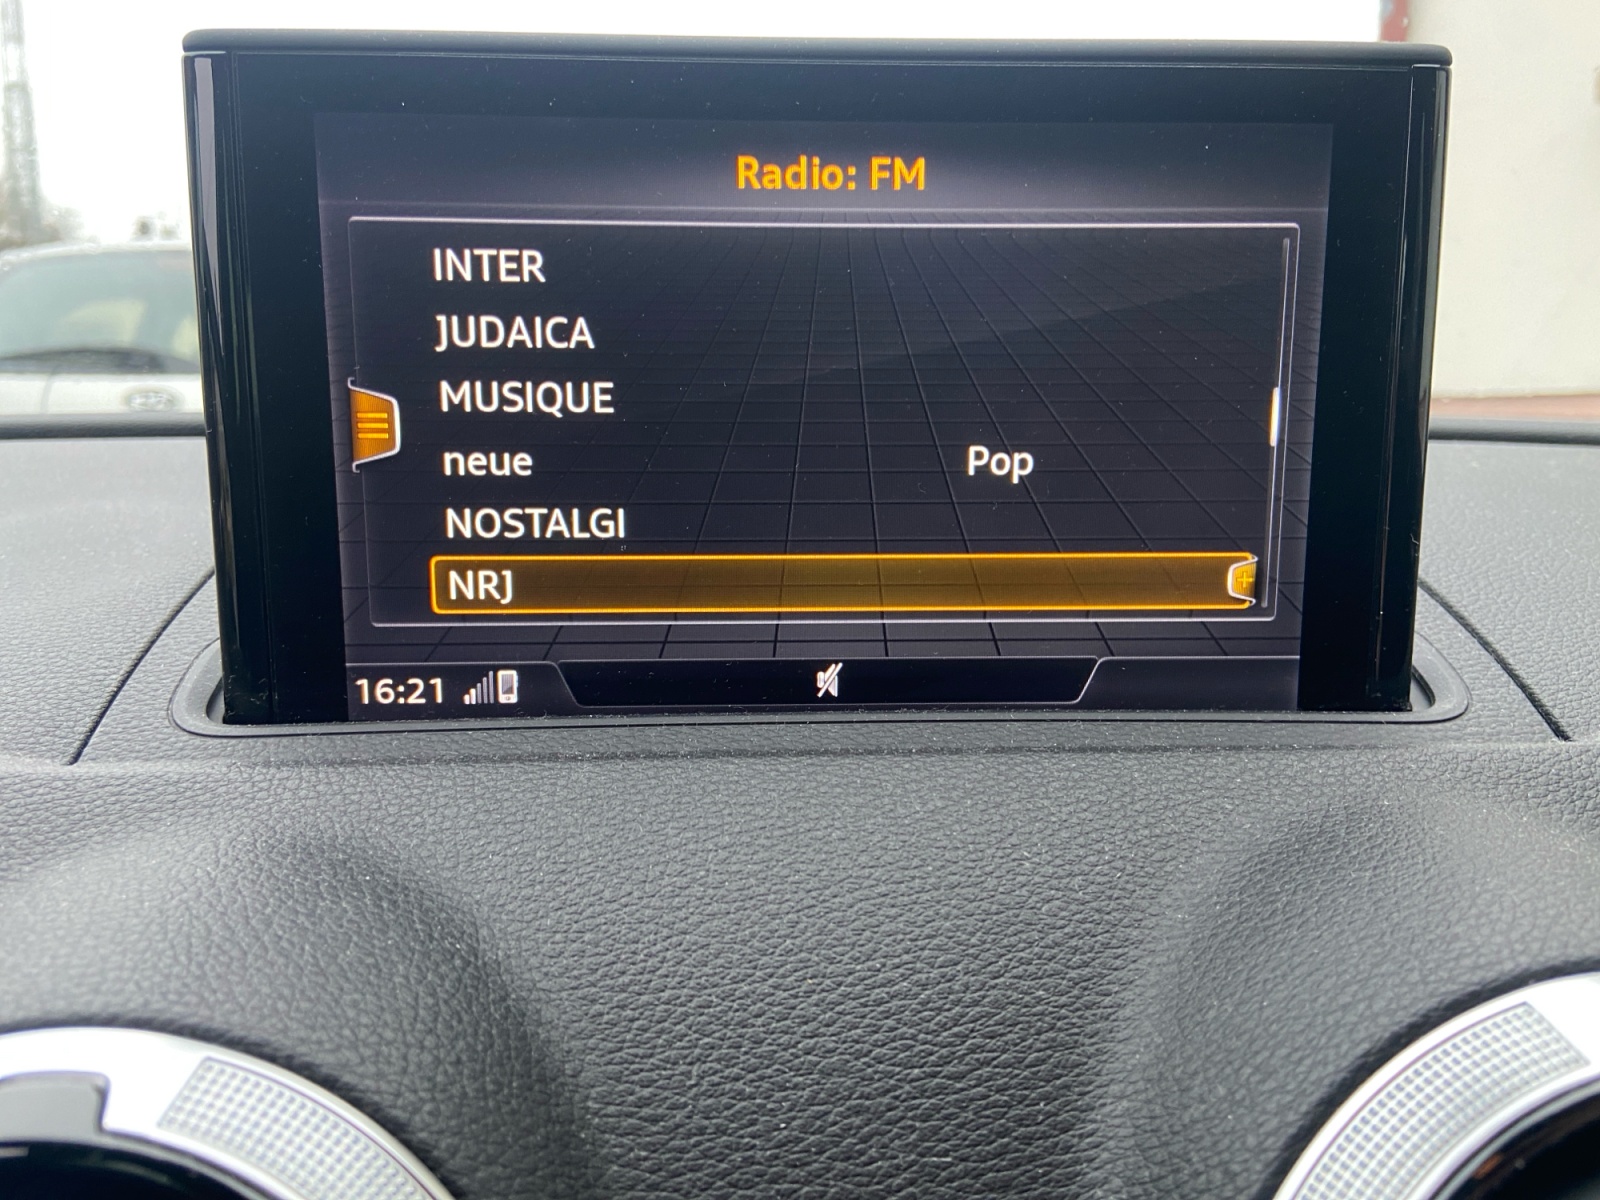 Radio: FM
INTER
JUDAICA
MUSIQUE
neue Pop
NOSTALGI
NRJ
16:21